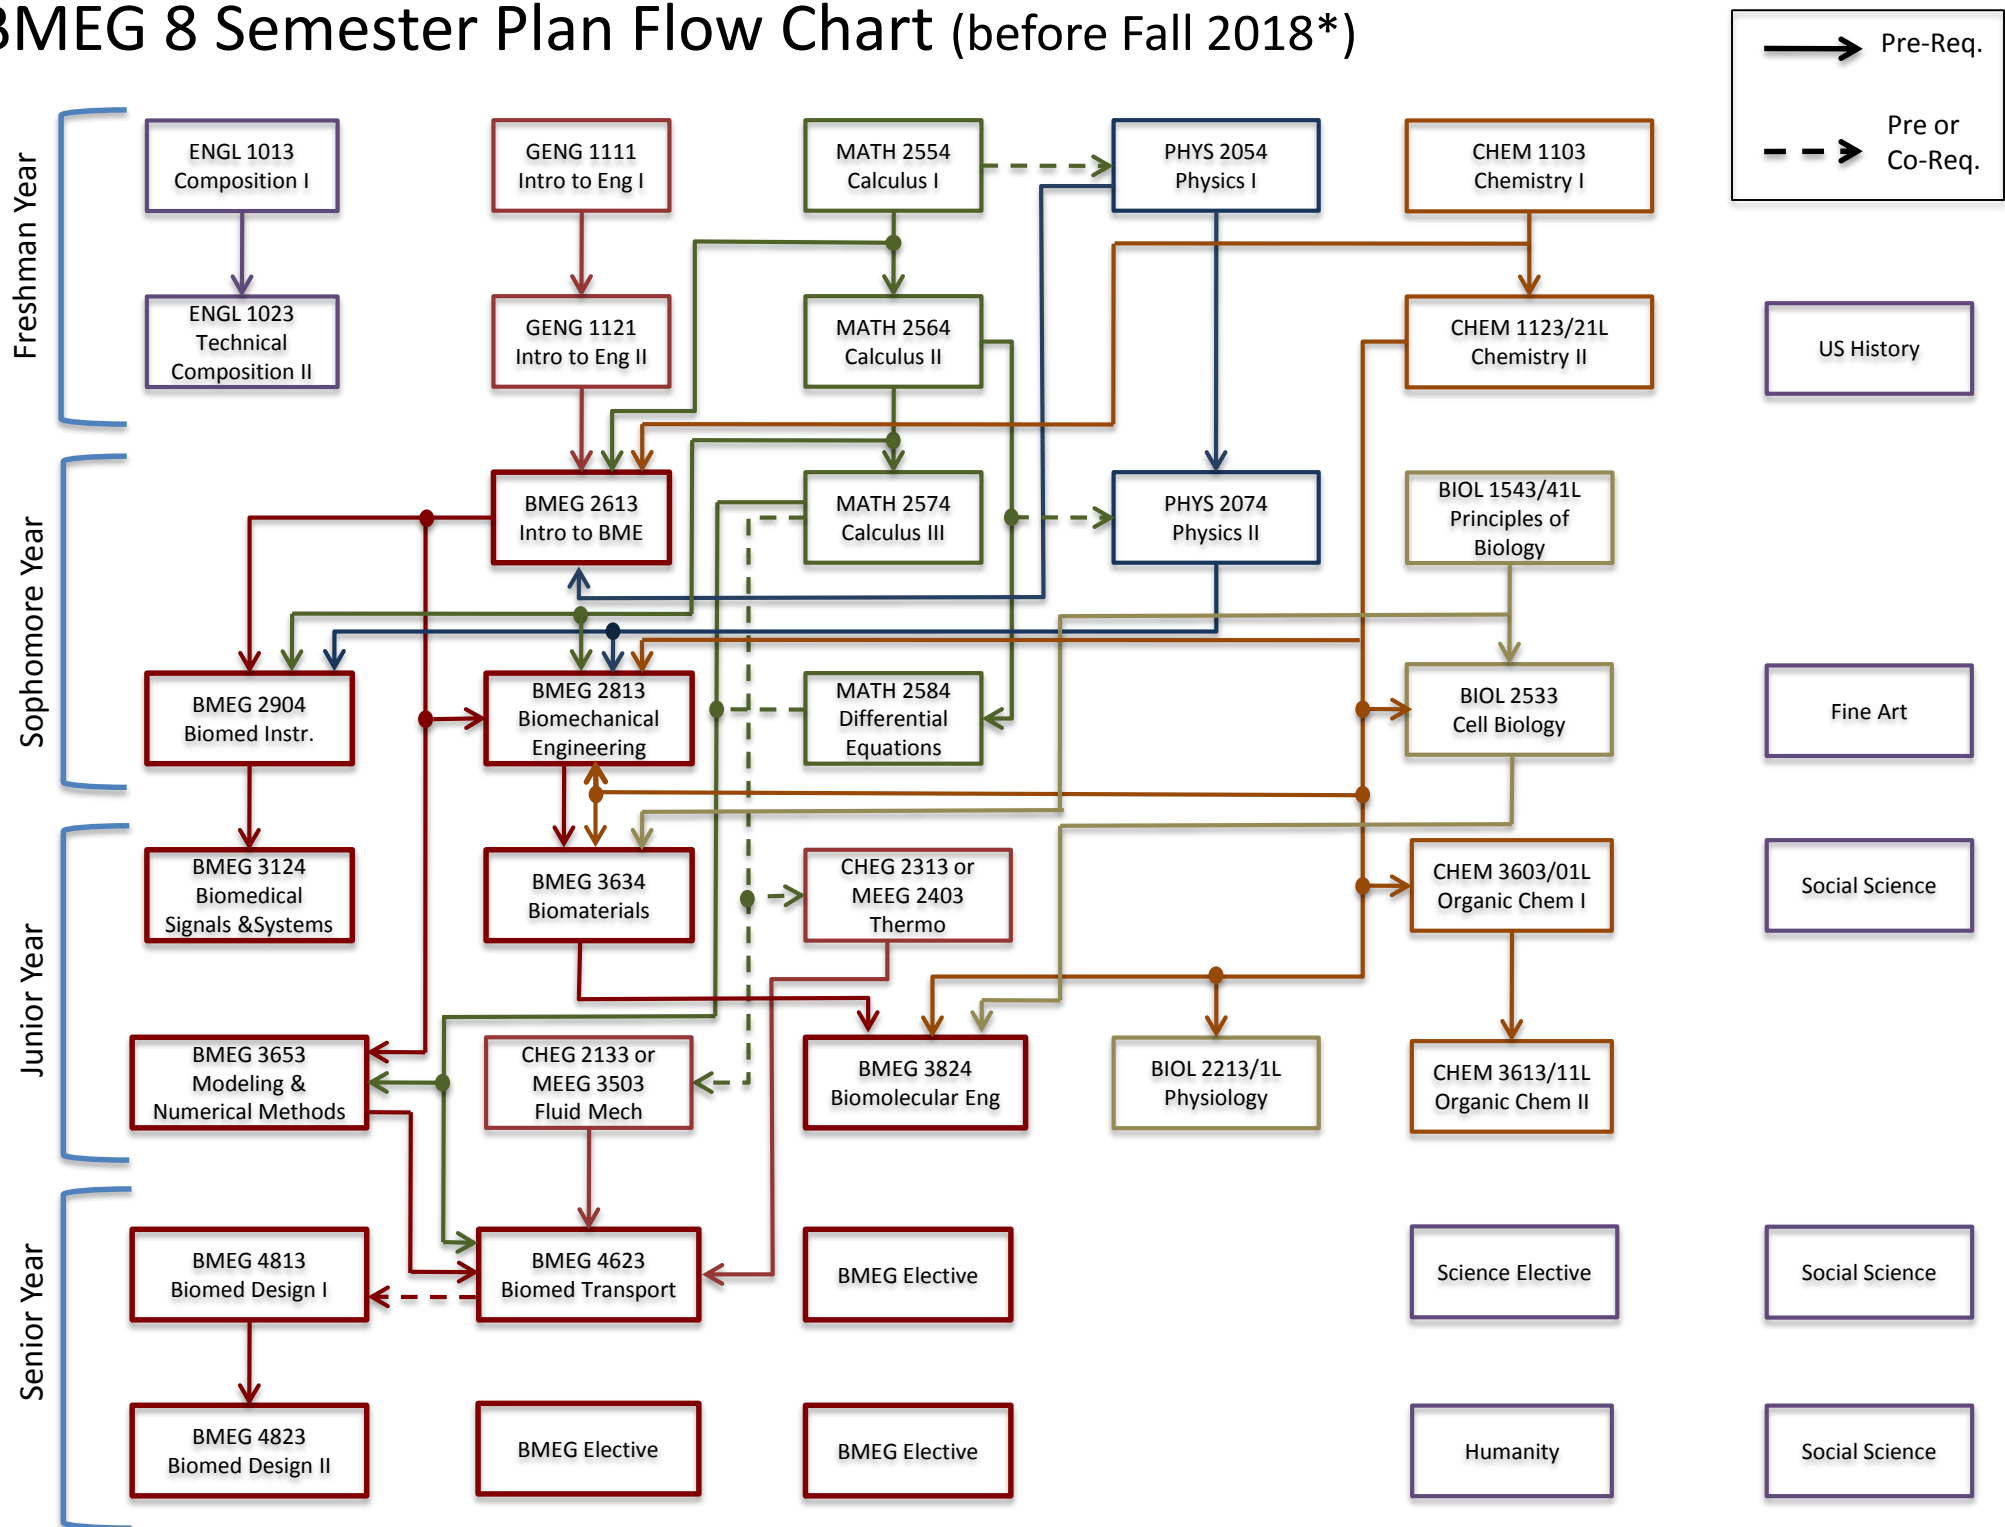 BMEG 8 Semester Plan Flow Chart (before Fall 2018*)
Pre-Req.
Pre or
Co-Req.
Freshman Year
ENGL 1013
Composition I
GENG 1111
Intro to Eng I
MATH 2554
Calculus I
PHYS 2054
Physics I
CHEM 1103
Chemistry I
ENGL 1023
Technical
Composition II
GENG 1121
Intro to Eng II
MATH 2564
Calculus II
CHEM 1123/21L
Chemistry II
US History
Sophomore Year
BMEG 2613
Intro to BME
MATH 2574
Calculus III
PHYS 2074
Physics II
BIOL 1543/41L
Principles of
Biology
BMEG 2904
Biomed Instr.
BMEG 2813
Biomechanical
Engineering
MATH 2584
Differential
Equations
BIOL 2533
Cell Biology
Fine Art
Junior Year
BMEG 3124
Biomedical
Signals &Systems
BMEG 3634
Biomaterials
CHEG 2313 or
MEEG 2403
Thermo
CHEM 3603/01L
Organic Chem I
Social Science
BMEG 3653
Modeling &
Numerical Methods
CHEG 2133 or
MEEG 3503
Fluid Mech
BMEG 3824
Biomolecular Eng
BIOL 2213/1L
Physiology
CHEM 3613/11L
Organic Chem II
Senior Year
BMEG 4813
Biomed Design I
BMEG 4623
Biomed Transport
BMEG Elective
Science Elective
Social Science
BMEG 4823
Biomed Design II
BMEG Elective
BMEG Elective
Humanity
Social Science